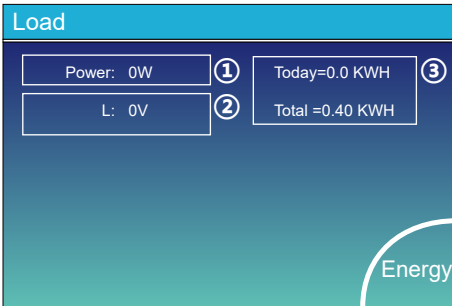 Load
Power: 0W ①
L: 0V ②
Today=0.0 KWH ③
Total =0.40 KWH
Energy